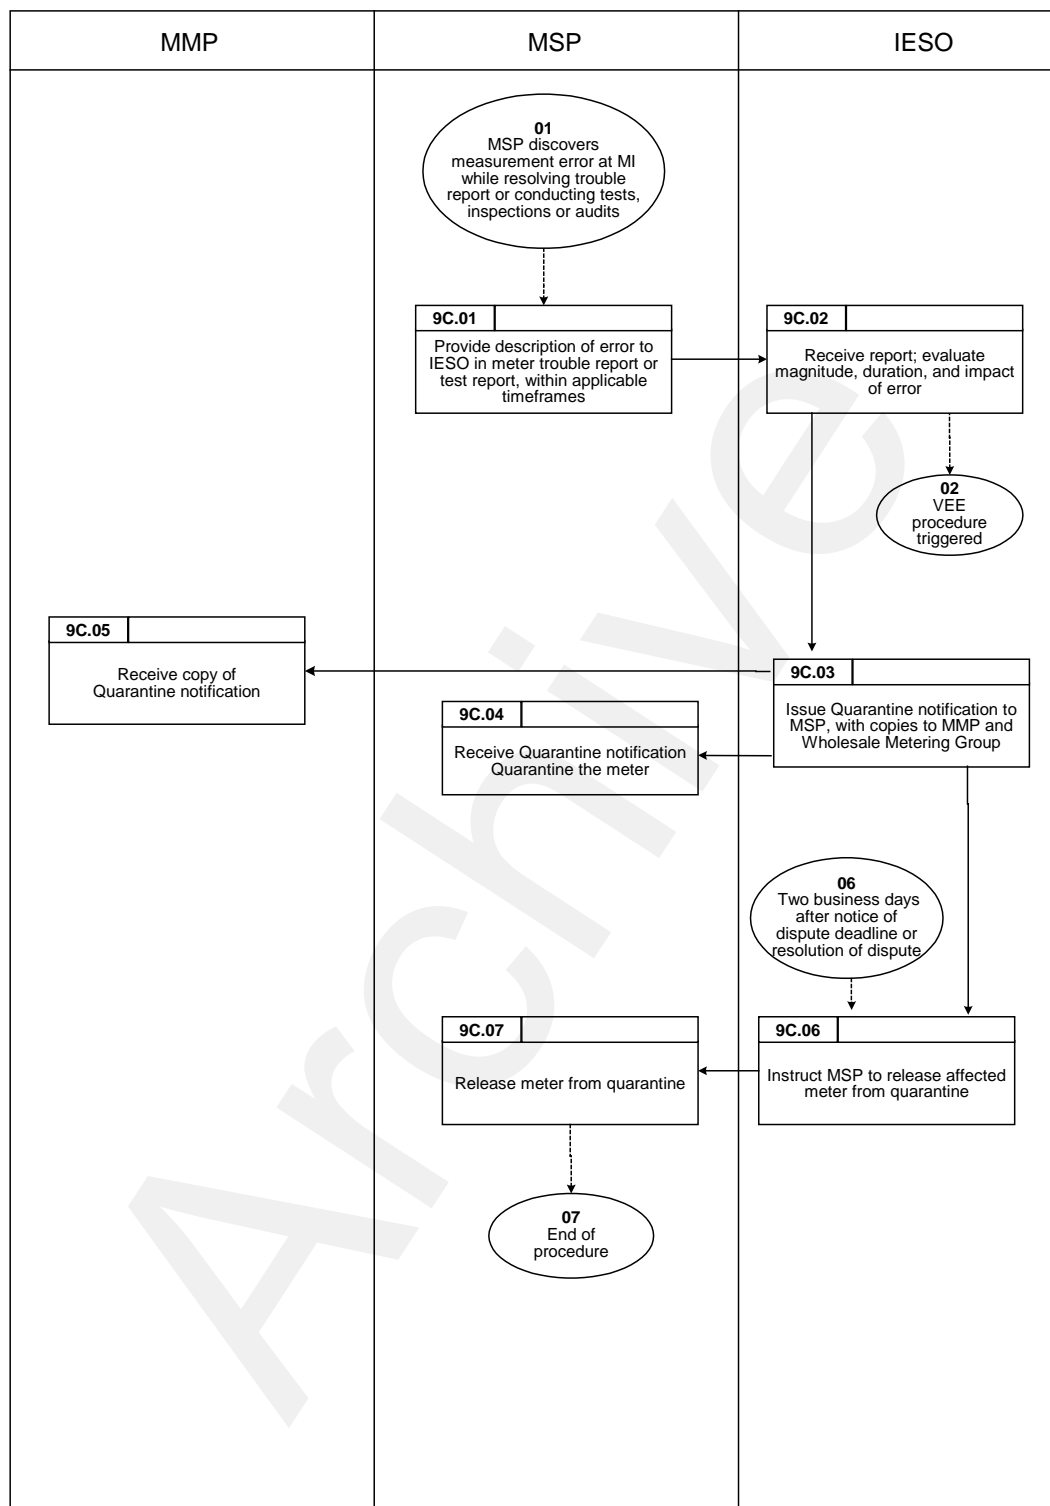 MMP
MSP
IESO
01
MSP discovers
measurement error at MI
while resolving trouble
report or conducting tests,
inspections or audits
9C.01
Provide description of error to
IESO in meter trouble report or
test report, within applicable
timeframes
9C.02
Receive report; evaluate
magnitude, duration, and impact
of error
02
VEE
procedure
triggered
9C.05
Receive copy of
Quarantine notification
9C.03
Issue Quarantine notification to
MSP, with copies to MMP and
Wholesale Metering Group
9C.04
Receive Quarantine notification
Quarantine the meter
06
Two business days
after notice of
dispute deadline or
resolution of dispute
9C.07
Release meter from quarantine
9C.06
Instruct MSP to release affected
meter from quarantine
07
End of
procedure
Archive